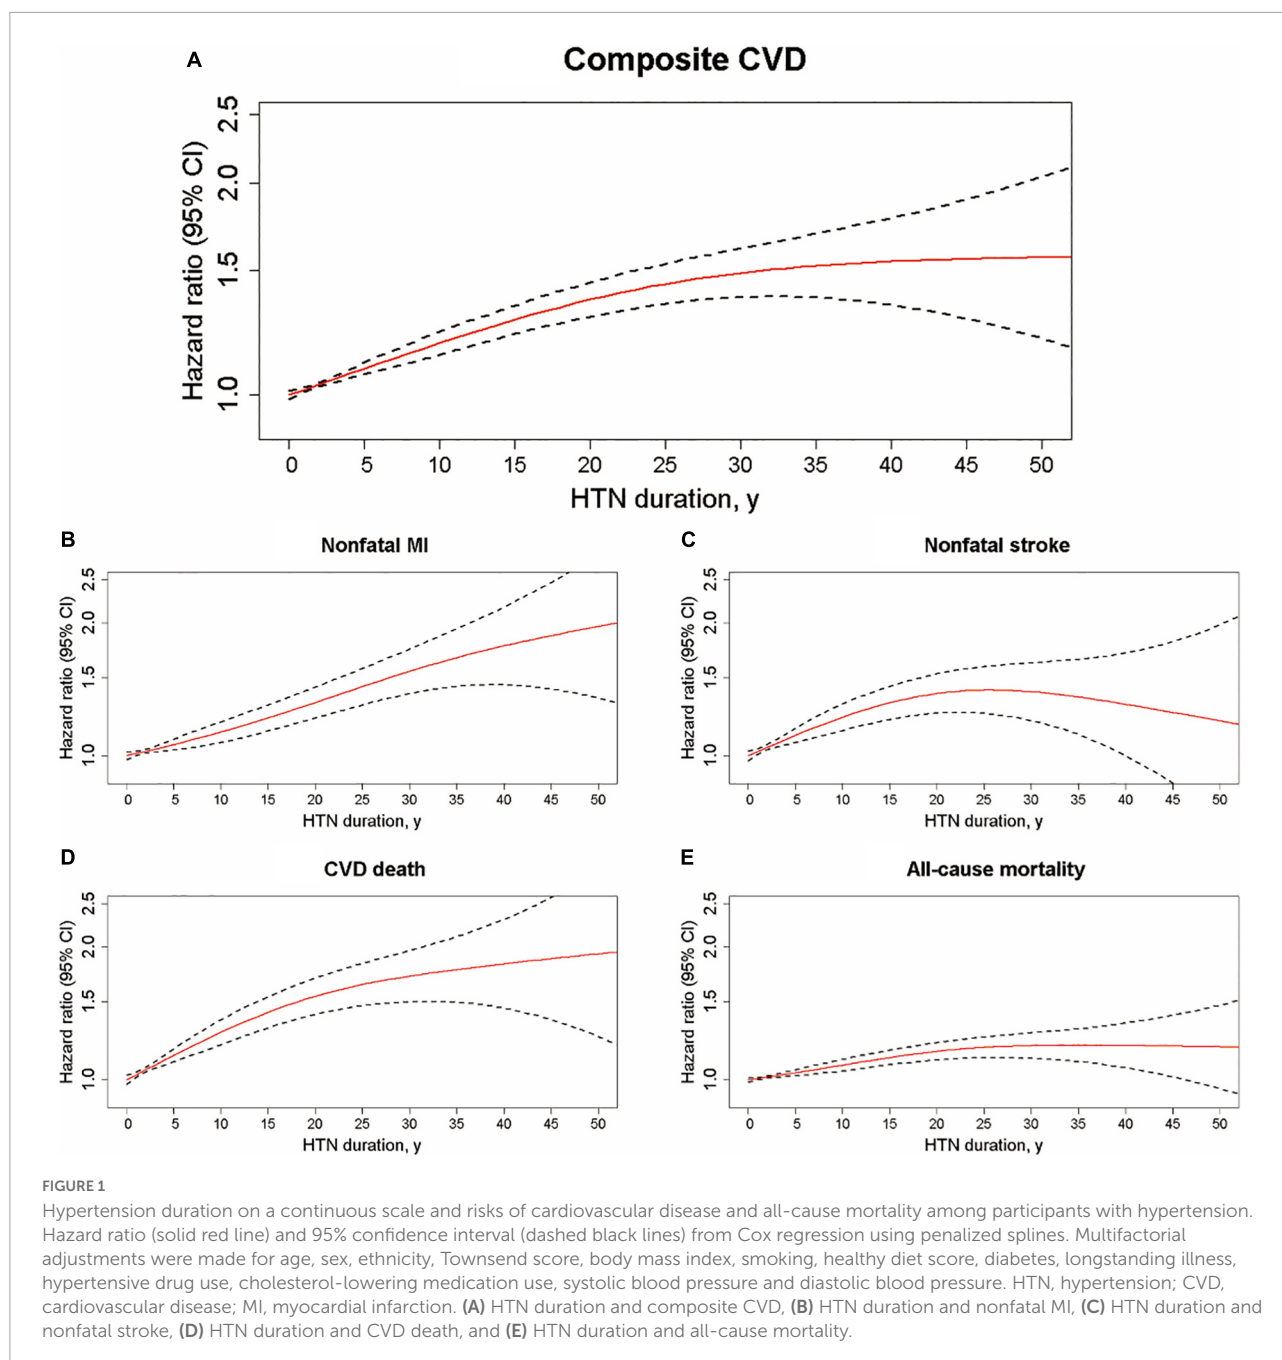 A
Composite CVD
Hazard ratio (95% CI)
2.5
2.0
1.5
1.0
0 5 10 15 20 25 30 35 40 45 50
HTN duration, y
B
Nonfatal MI
Hazard ratio (95% CI)
2.5
2.0
1.5
1.0
0 5 10 15 20 25 30 35 40 45 50
HTN duration, y
C
Nonfatal stroke
Hazard ratio (95% CI)
2.5
2.0
1.5
1.0
0 5 10 15 20 25 30 35 40 45 50
HTN duration, y
D
CVD death
Hazard ratio (95% CI)
2.5
2.0
1.5
1.0
0 5 10 15 20 25 30 35 40 45 50
HTN duration, y
E
All-cause mortality
Hazard ratio (95% CI)
2.5
2.0
1.5
1.0
0 5 10 15 20 25 30 35 40 45 50
HTN duration, y
FIGURE 1
Hypertension duration on a continuous scale and risks of cardiovascular disease and all-cause mortality among participants with hypertension.
Hazard ratio (solid red line) and 95% confidence interval (dashed black lines) from Cox regression using penalized splines. Multifactorial
adjustments were made for age, sex, ethnicity, Townsend score, body mass index, smoking, healthy diet score, diabetes, longstanding illness,
hypertensive drug use, cholesterol-lowering medication use, systolic blood pressure and diastolic blood pressure. HTN, hypertension; CVD,
cardiovascular disease; MI, myocardial infarction. (A) HTN duration and composite CVD, (B) HTN duration and nonfatal MI, (C) HTN duration and
nonfatal stroke, (D) HTN duration and CVD death, and (E) HTN duration and all-cause mortality.